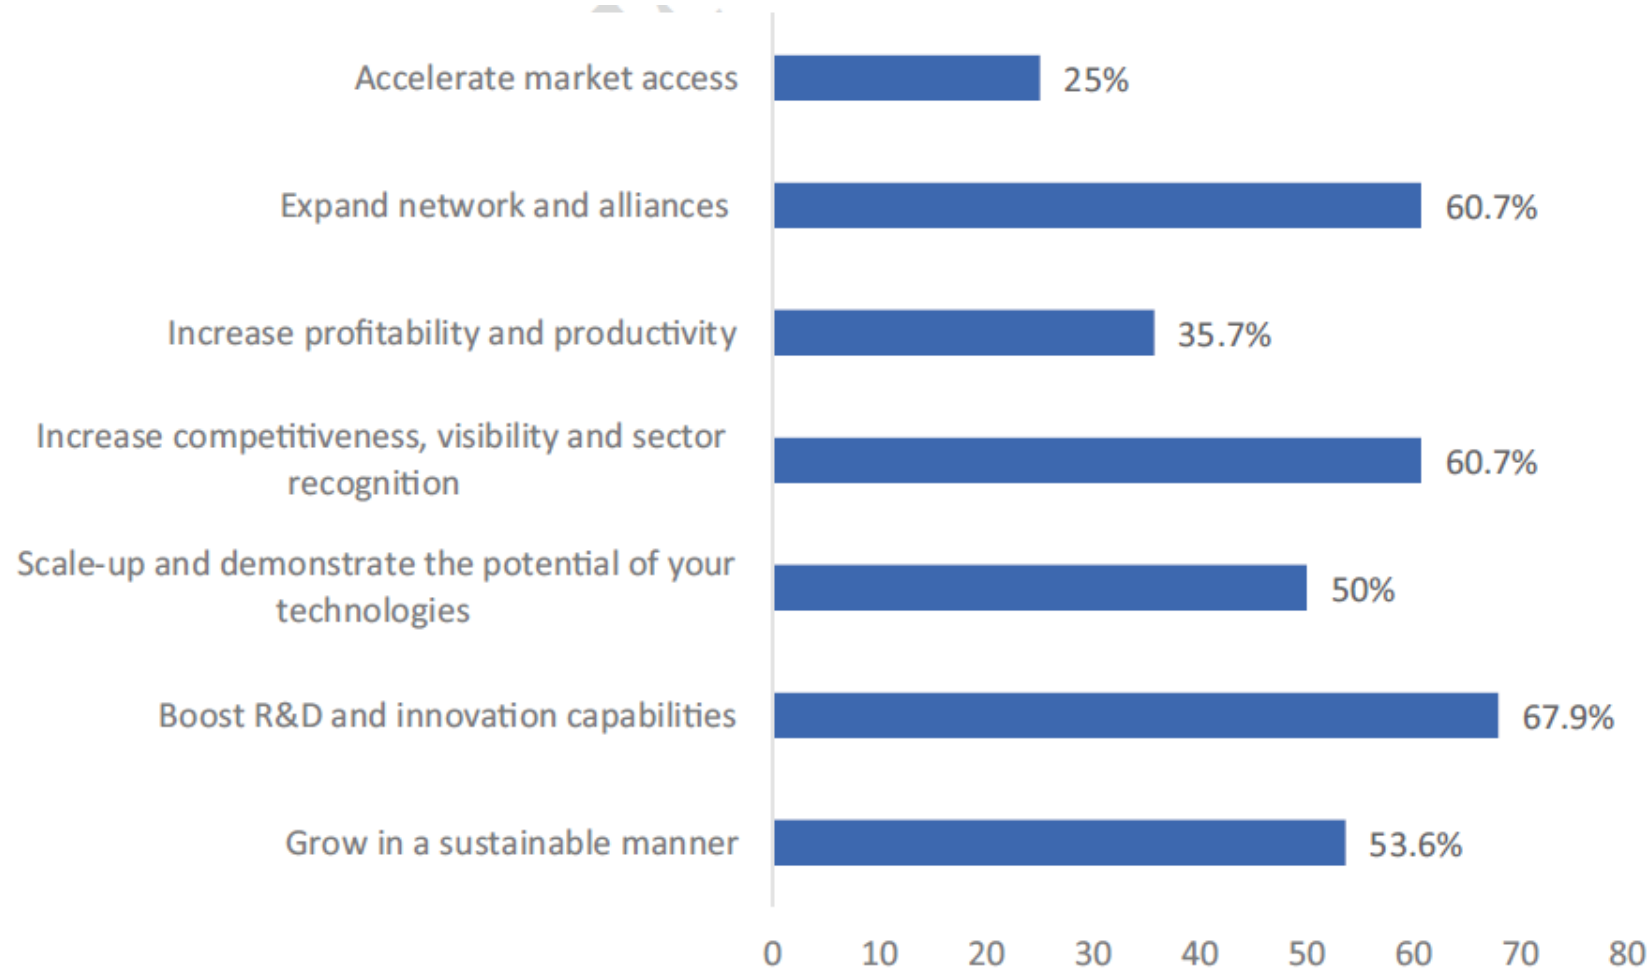 Accelerate market access
25%
Expand network and alliances
60.7%
Increase profitability and productivity
35.7%
Increase competitiveness, visibility and sector
recognition
60.7%
Scale-up and demonstrate the potential of your
technologies
50%
Boost R&D and innovation capabilities
67.9%
Grow in a sustainable manner
53.6%
0 10 20 30 40 50 60 70 80